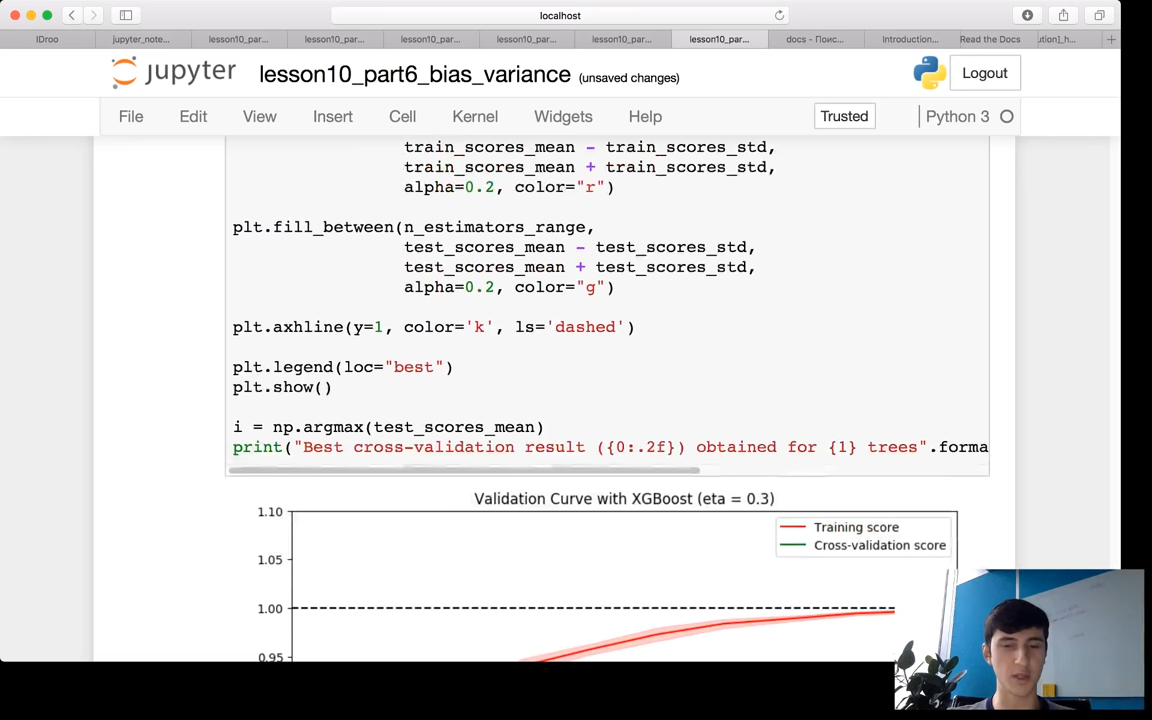 localhost
IDroo
jupyter_note...
lesson10_par...
lesson10_par...
lesson10_par...
lesson10_par...
lesson10_par...
lesson10_par...
docs - Поис...
Introduction...
Read the Docs
ution]_h...
jupyter
lesson10_part6_bias_variance (unsaved changes)
Logout
File
Edit
View
Insert
Cell
Kernel
Widgets
Help
Trusted
Python 3
train_scores_mean - train_scores_std,
train_scores_mean + train_scores_std,
alpha=0.2, color="r")
plt.fill_between(n_estimators_range,
test_scores_mean - test_scores_std,
test_scores_mean + test_scores_std,
alpha=0.2, color="g")
plt.axhline(y=1, color='k', ls='dashed')
plt.legend(loc="best")
plt.show()
i = np.argmax(test_scores_mean)
print("Best cross-validation result ({0:.2f}) obtained for {1} trees".forma
Validation Curve with XGBoost (eta = 0.3)
1.10
Training score
Cross-validation score
1.05
1.00
0.95